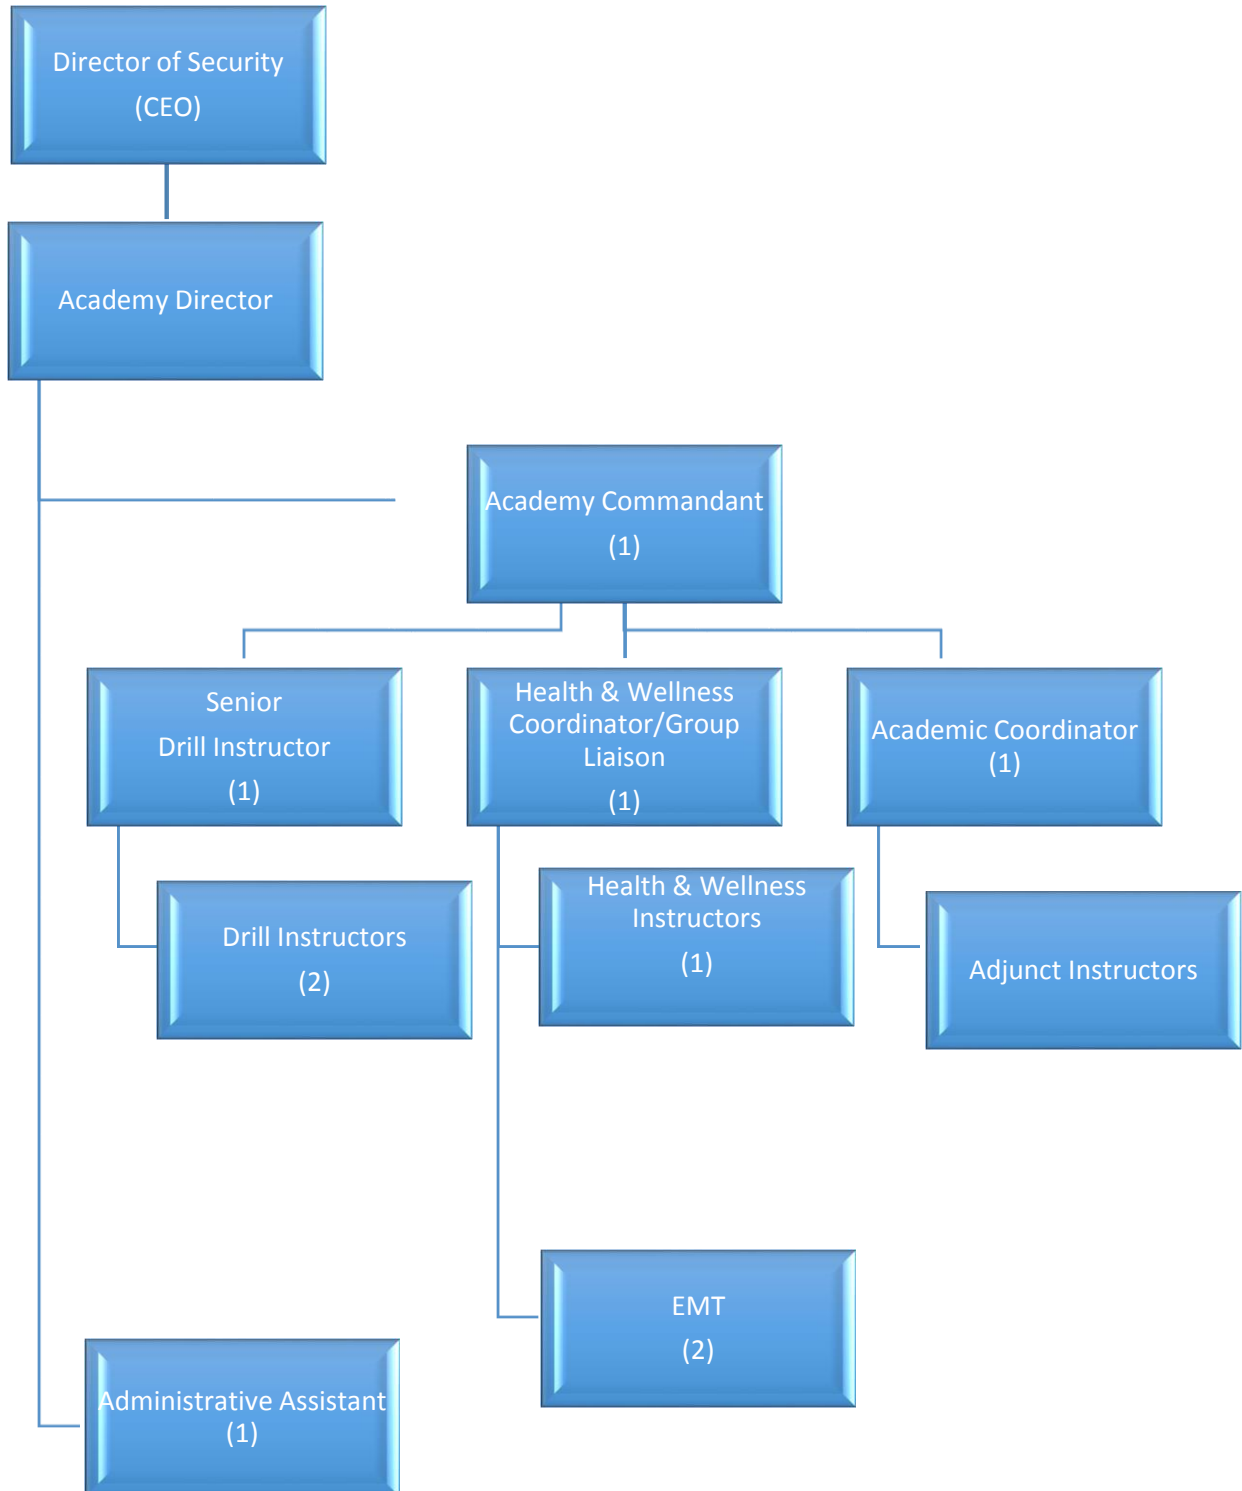 Director of Security
(CEO)
Academy Director
Academy Commandant
(1)
Senior
Drill Instructor
(1)
Health & Wellness
Coordinator/Group
Liaison
(1)
Academic Coordinator
(1)
Drill Instructors
(2)
Health & Wellness
Instructors
(1)
Adjunct Instructors
EMT
(2)
Administrative Assistant
(1)